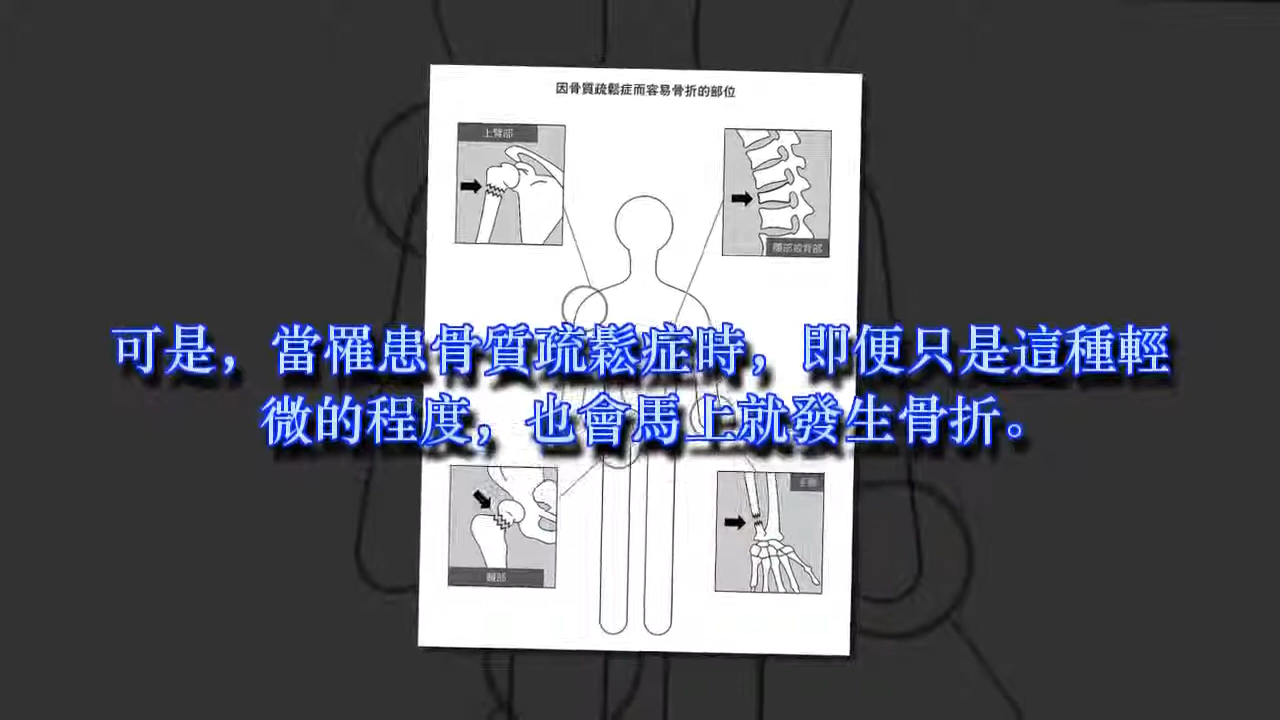 因骨質疏鬆症而容易骨折的部位
上臂部
腰部或背部
可是，當罹患骨質疏鬆症時，即便只是這種輕
微的程度，也會馬上就發生骨折。